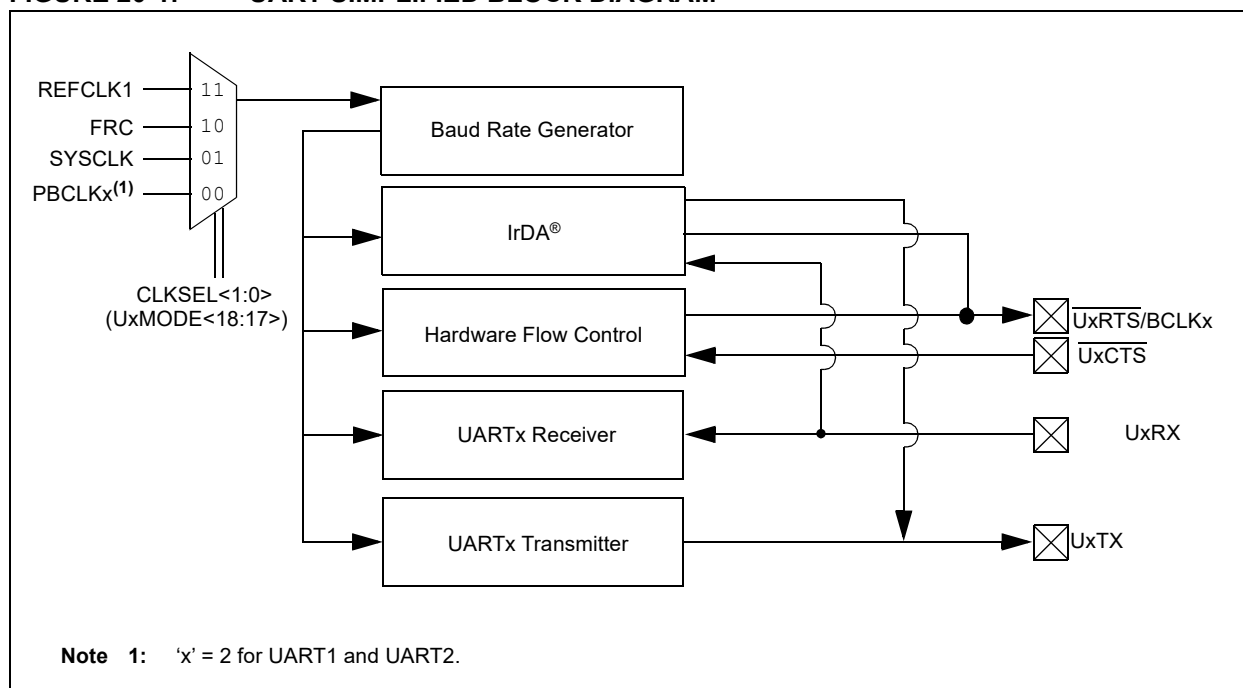 REFCLK1
11
FRC
10
SYSCLK
01
PBCLKx(1)
00
CLKSEL<1:0>
(UxMODE<18:17>)
Baud Rate Generator
IrDA®
Hardware Flow Control
UARTx Receiver
UARTx Transmitter
UxRTS/BCLKx
UxCTS
UxRX
UxTX
Note 1: 'x' = 2 for UART1 and UART2.